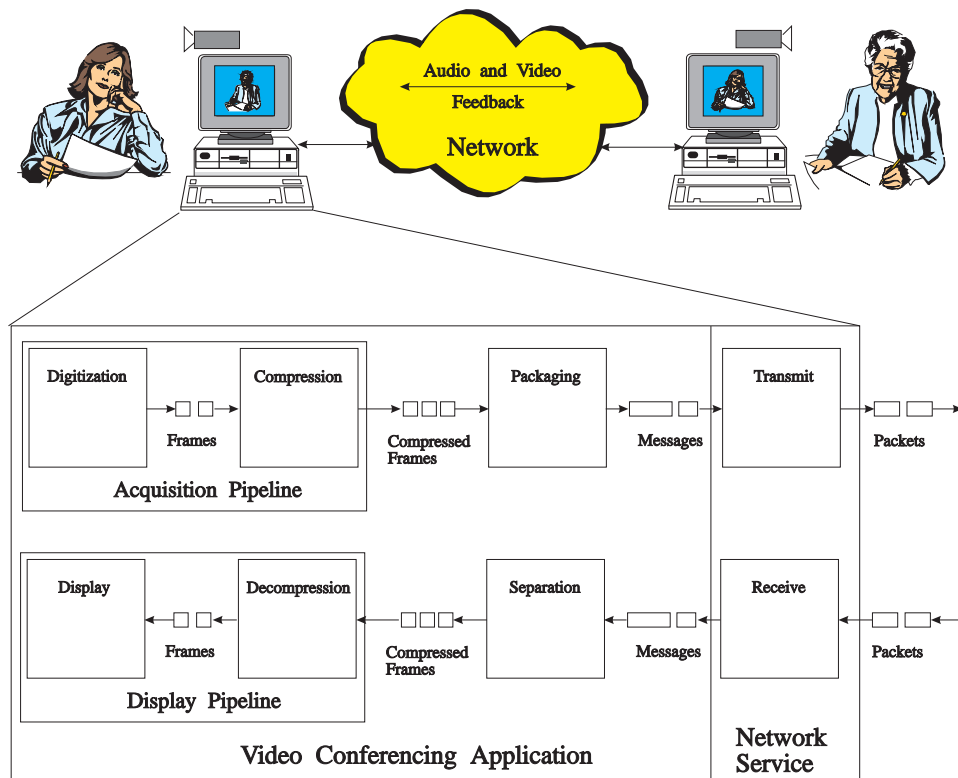 Audio and Video
Feedback
Network
Digitization
Compression
Packaging
Transmit
Frames
Compressed
Frames
Messages
Packets
Acquisition Pipeline
Display
Decompression
Separation
Receive
Frames
Compressed
Frames
Messages
Packets
Display Pipeline
Video Conferencing Application
Network
Service